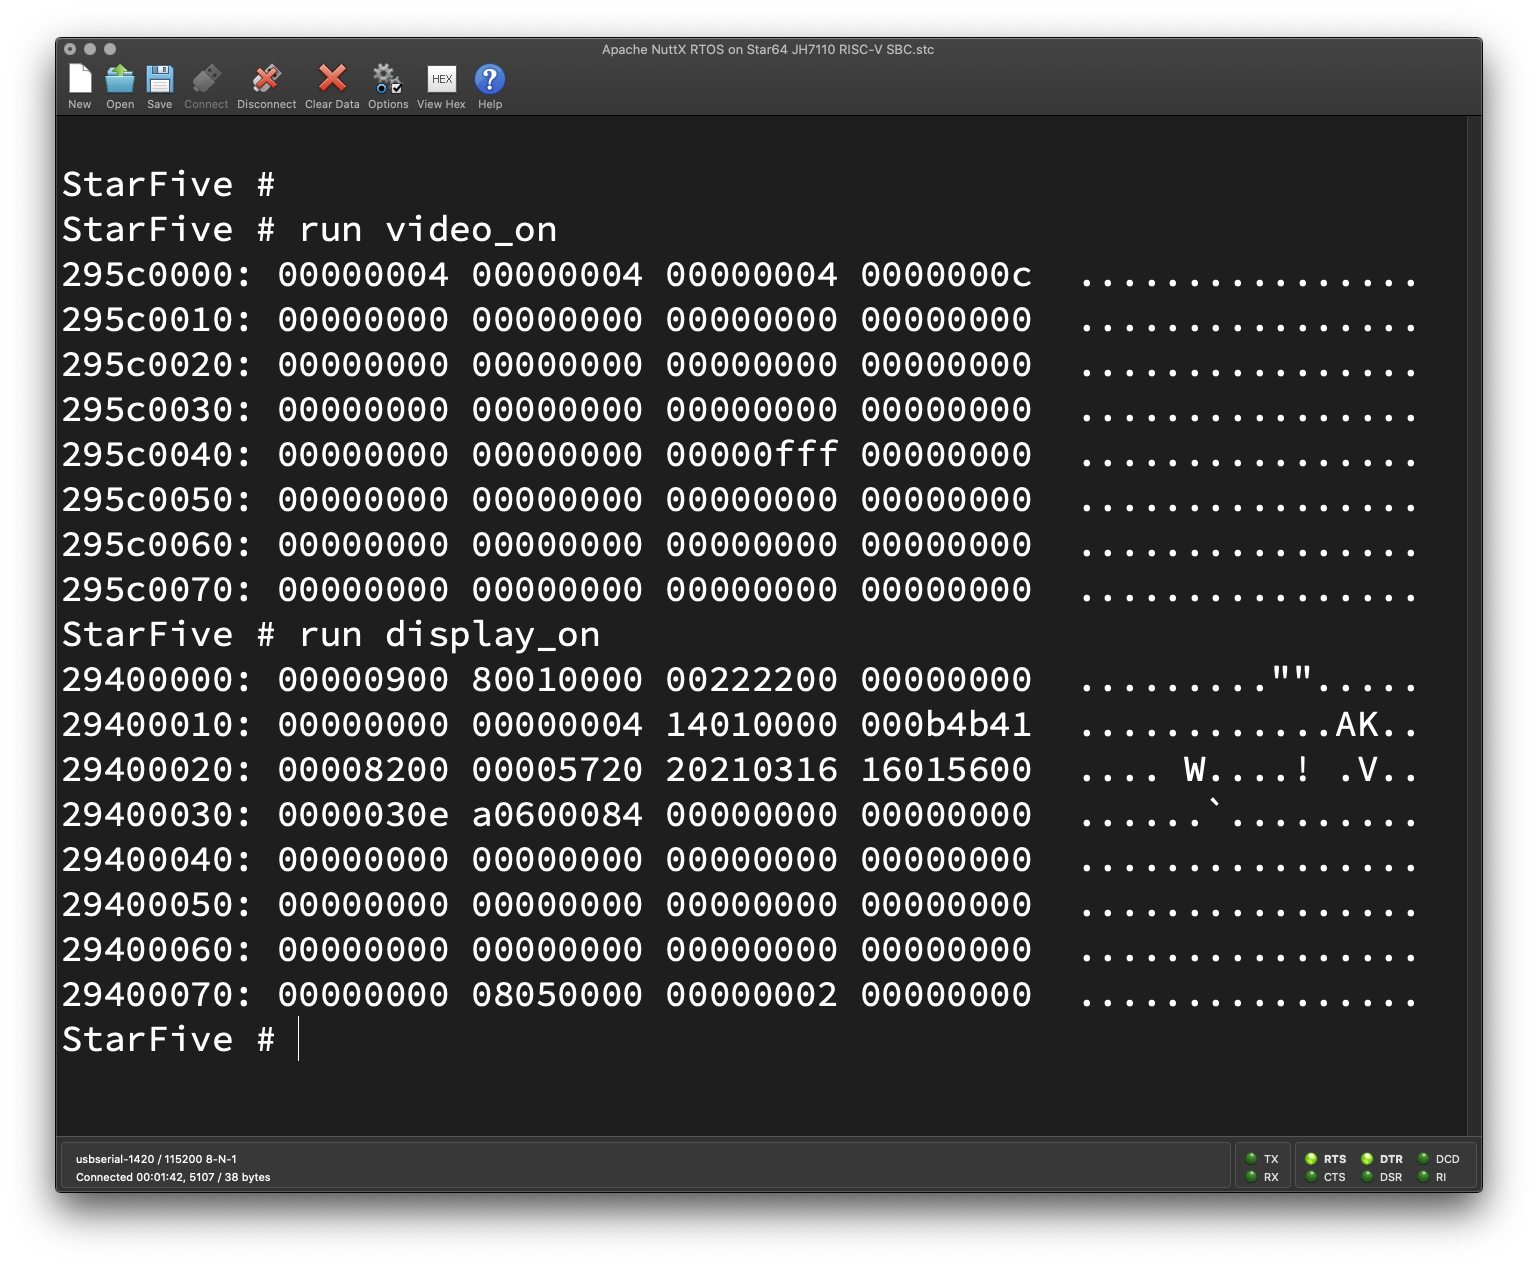 Apache NuttX RTOS on Star64 JH7110 RISC-V SBC.stc
HEX ?
New Open Save Connect Disconnect Clear Data Options View Hex Help
StarFive #
StarFive # run video_on
295c0000: 00000004 00000004 00000004 0000000c  ................
295c0010: 00000000 00000000 00000000 00000000  ................
295c0020: 00000000 00000000 00000000 00000000  ................
295c0030: 00000000 00000000 00000000 00000000  ................
295c0040: 00000000 00000000 00000fff 00000000  ................
295c0050: 00000000 00000000 00000000 00000000  ................
295c0060: 00000000 00000000 00000000 00000000  ................
295c0070: 00000000 00000000 00000000 00000000  ................
StarFive # run display_on
29400000: 00000900 80010000 00222200 00000000  ........."".....
29400010: 00000000 00000004 14010000 000b4b41  ............AK..
29400020: 00008200 00005720 20210316 16015600  .... W....! .V..
29400030: 0000030e a0600084 00000000 00000000  ......`.........
29400040: 00000000 00000000 00000000 00000000  ................
29400050: 00000000 00000000 00000000 00000000  ................
29400060: 00000000 00000000 00000000 00000000  ................
29400070: 00000000 08050000 00000002 00000000  ................
StarFive #
usbserial-1420 / 115200 8-N-1
Connected 00:01:42, 5107 / 38 bytes
TX RTS DTR DCD
RX CTS DSR RI